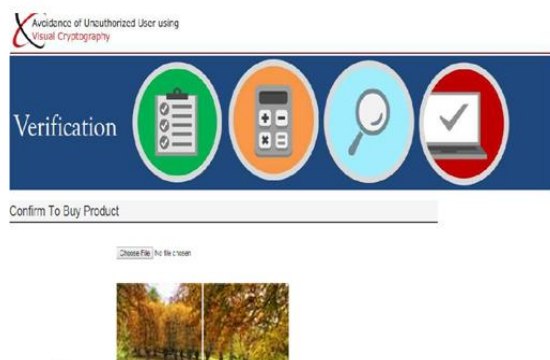 Avoidance of Unauthorized User using
Visual Cryptography
Verification
Confirm To Buy Product
Choose File No file chosen